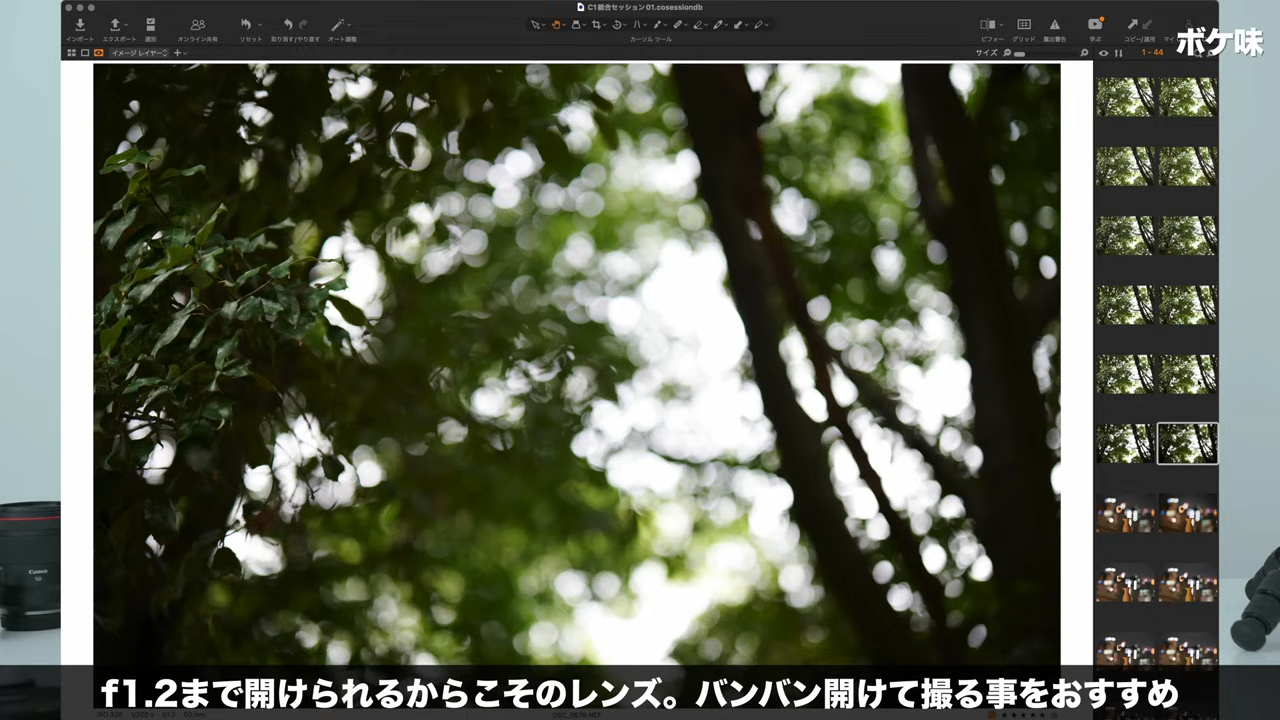 C1組合セッション01.cosessiondb
インポート エクスポート 選別 オンライン共有 リセット 取り消す/やり直す オート調整 カーソル ツール ビフォー グリッド 露出警告 学ぶ コピー/適用
イメージ レイヤー サイズ 1 - 44
ボケ味
Canon
50
f1.2まで開けられるからこそのレンズ。バンバン開けて撮る事をおすすめ